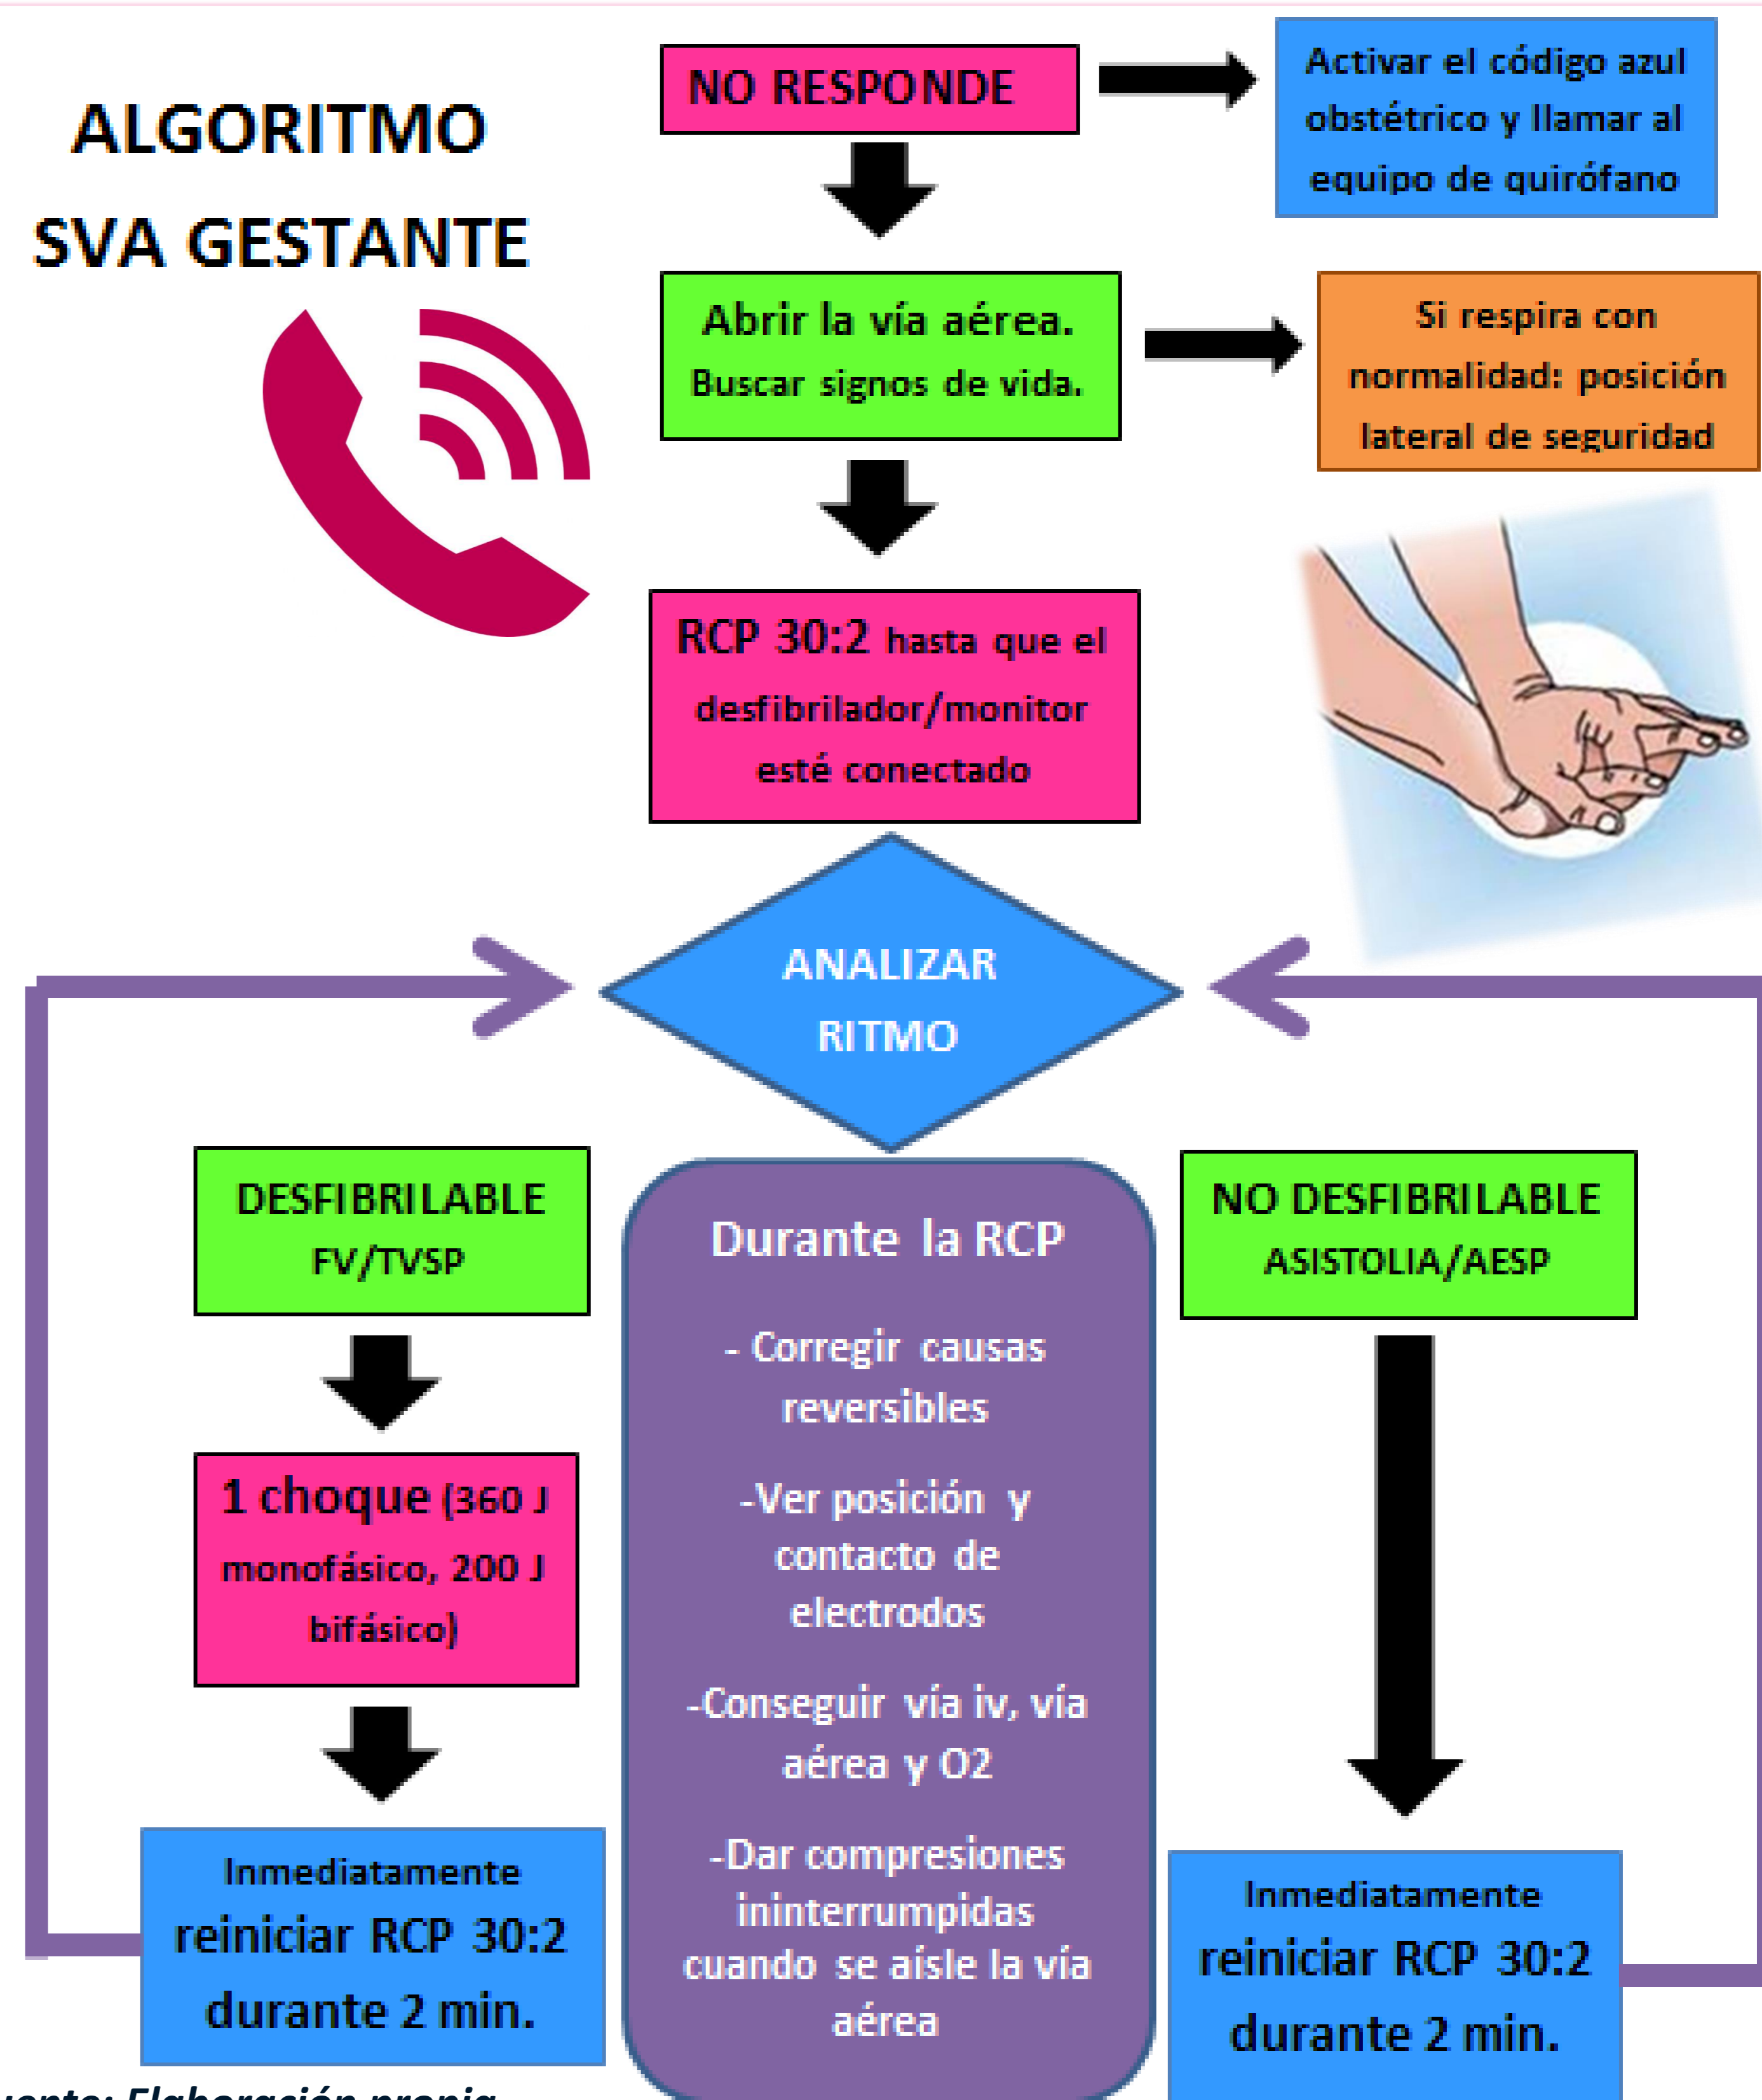 ALGORITMO
SVA GESTANTE
NO RESPONDE
Activar el código azul
obstétrico y llamar al
equipo de quirófano
Abrir la vía aérea.
Buscar signos de vida.
Si respira con
normalidad: posición
lateral de seguridad
RCP 30:2 hasta que el
desfibrilador/monitor
esté conectado
ANALIZAR
RITMO
DESFIBRILABLE
FV/TVSP
1 choque (360 J
monofásico, 200 J
bifásico)
Inmediatamente
reiniciar RCP 30:2
durante 2 min.
Durante la RCP
- Corregir causas
reversibles
-Ver posición y
contacto de
electrodos
-Conseguir vía iv, vía
aérea y O2
-Dar compresiones
ininterrumpidas
cuando se aísle la vía
aérea
NO DESFIBRILABLE
ASISTOLIA/AESP
Inmediatamente
reiniciar RCP 30:2
durante 2 min.
Elaboración propia